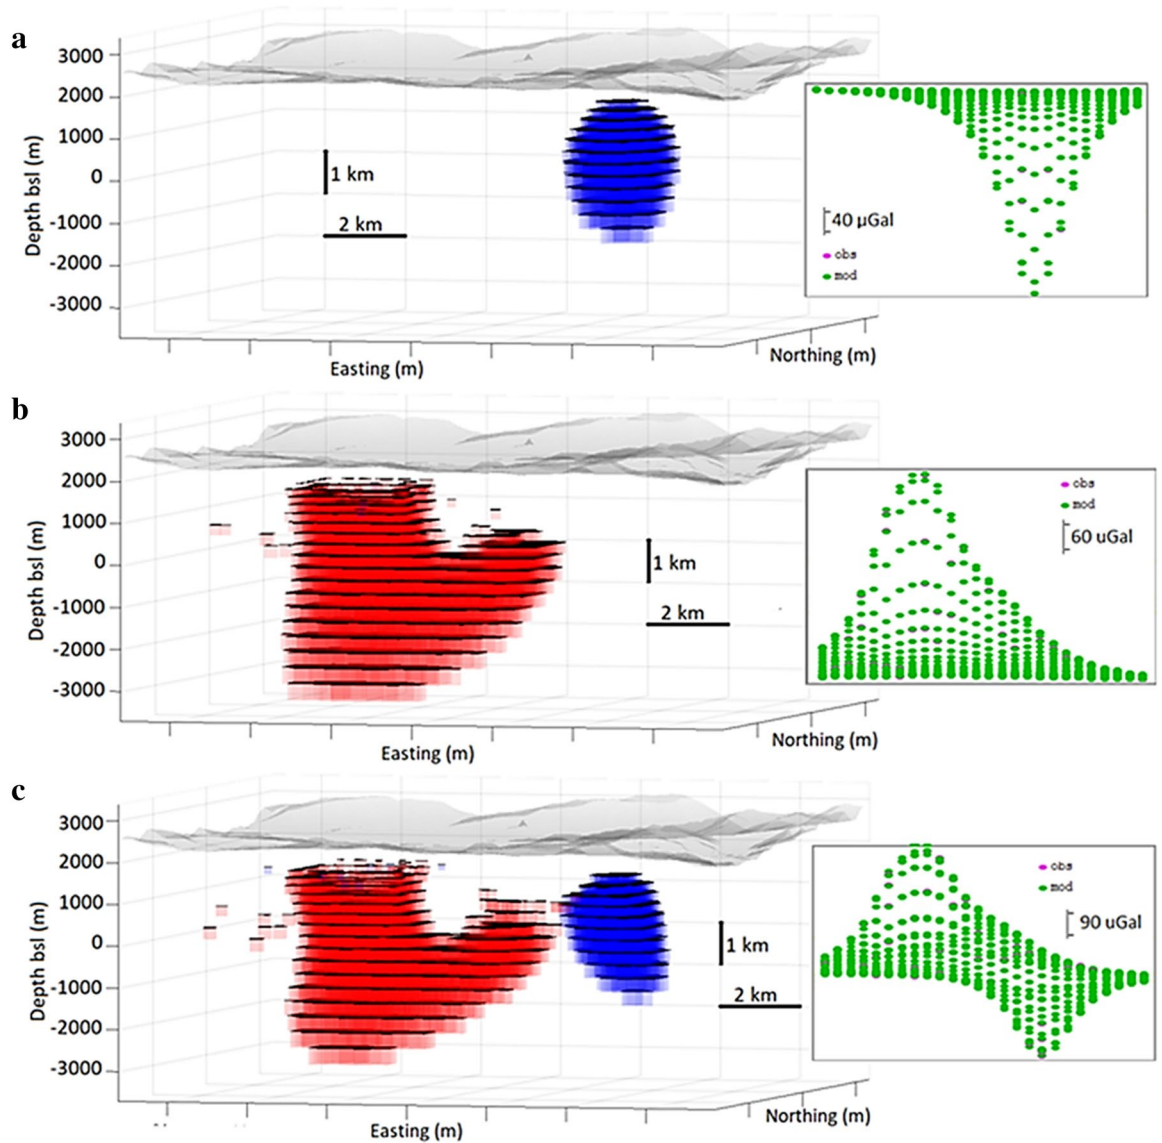 a
3000
2000
1000
0
-1000
-2000
-3000
Depth bsl (m)
1 km
2 km
Easting (m)
Northing (m)
40 µGal
obs
mod
b
3000
2000
1000
0
-1000
-2000
-3000
Depth bsl (m)
1 km
2 km
Easting (m)
Northing (m)
obs
mod
60 uGal
c
3000
2000
1000
0
-1000
-2000
-3000
Depth bsl (m)
1 km
2 km
Easting (m)
Northing (m)
obs
mod
90 uGal